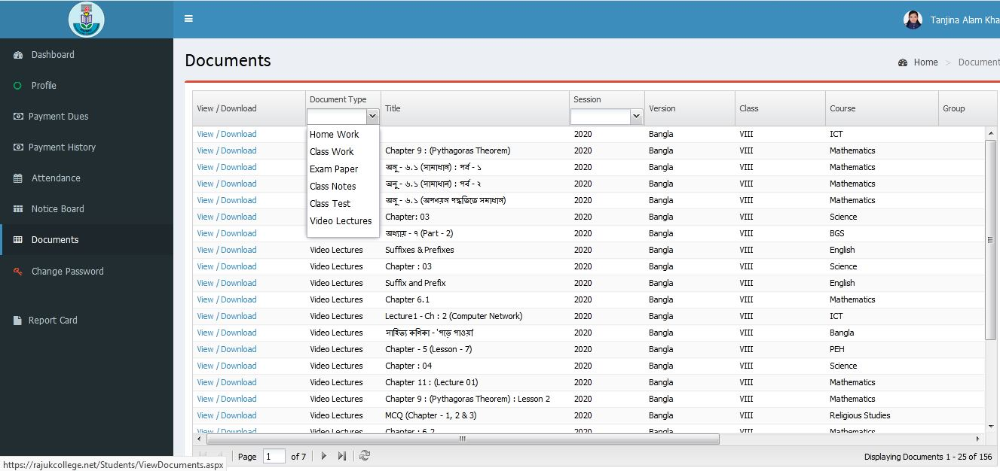 Tanjina Alam Kha
Dashboard
Profile
Payment Dues
Payment History
Attendance
Notice Board
Documents
Change Password
Report Card
Documents
Home > Document
View / Download Document Type Title Session Version Class Course Group
Home Work
Class Work
Exam Paper
Class Notes
Class Test
Video Lectures
View / Download 2020 Bangla VIII ICT
View / Download Chapter 9 : (Pythagoras Theorem) 2020 Bangla VIII Mathematics
View / Download অনু - ৬.১ (সামাধান) : পর্ব - ১ 2020 Bangla VIII Mathematics
View / Download অনু - ৬.১ (সামাধান) : পর্ব - ২ 2020 Bangla VIII Mathematics
View / Download অনু - ৬.১ (অপণয়ন পদ্ধতিতে সমাধান) 2020 Bangla VIII Mathematics
View / Download Chapter: 03 2020 Bangla VIII Science
View / Download অধ্যায় - ৭ (Part - 2) 2020 Bangla VIII BGS
View / Download Video Lectures Suffixes & Prefixes 2020 Bangla VIII English
View / Download Video Lectures Chapter : 03 2020 Bangla VIII Science
View / Download Video Lectures Suffix and Prefix 2020 Bangla VIII English
View / Download Video Lectures Chapter 6.1 2020 Bangla VIII Mathematics
View / Download Video Lectures Lecture1 - Ch : 2 (Computer Network) 2020 Bangla VIII ICT
View / Download Video Lectures সাহিত্য কণিকা - 'পড়ে পাওয়া' 2020 Bangla VIII Bangla
View / Download Video Lectures Chapter - 5 (Lesson - 7) 2020 Bangla VIII PEH
View / Download Video Lectures Chapter : 04 2020 Bangla VIII Science
View / Download Video Lectures Chapter 11 : (Lecture 01) 2020 Bangla VIII Mathematics
View / Download Video Lectures Chapter 9 : (Pythagoras Theorem) : Lesson 2 2020 Bangla VIII Mathematics
View / Download Video Lectures MCQ (Chapter - 1, 2 & 3) 2020 Bangla VIII Religious Studies
View / Download Video Lectures Chapter : 6.2 2020 Bangla VIII Mathematics
Page 1 of 7 Displaying Documents 1 - 25 of 156
https://rajukcollege.net/Students/ViewDocuments.aspx